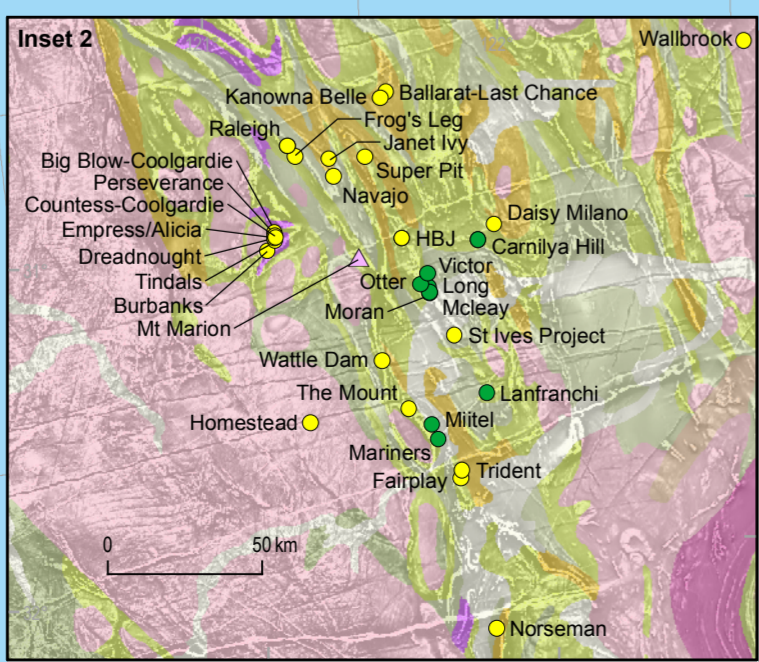 Inset 2
Wallbrook
Kanowna Belle
Ballarat-Last Chance
Frog's Leg
Raleigh
Janet Ivy
Big Blow-Coolgardie
Super Pit
Perseverance
Navajo
Countess-Coolgardie
Daisy Milano
Empress/Alicia
HBJ
Carnilya Hill
Dreadnought
Victor
Tindals
Otter
Long
Burbanks
Moran
Mcleay
Mt Marion
St Ives Project
Wattle Dam
The Mount
Lanfranchi
Homestead
Miitel
Mariners
Trident
Fairplay
0
50 km
Norseman